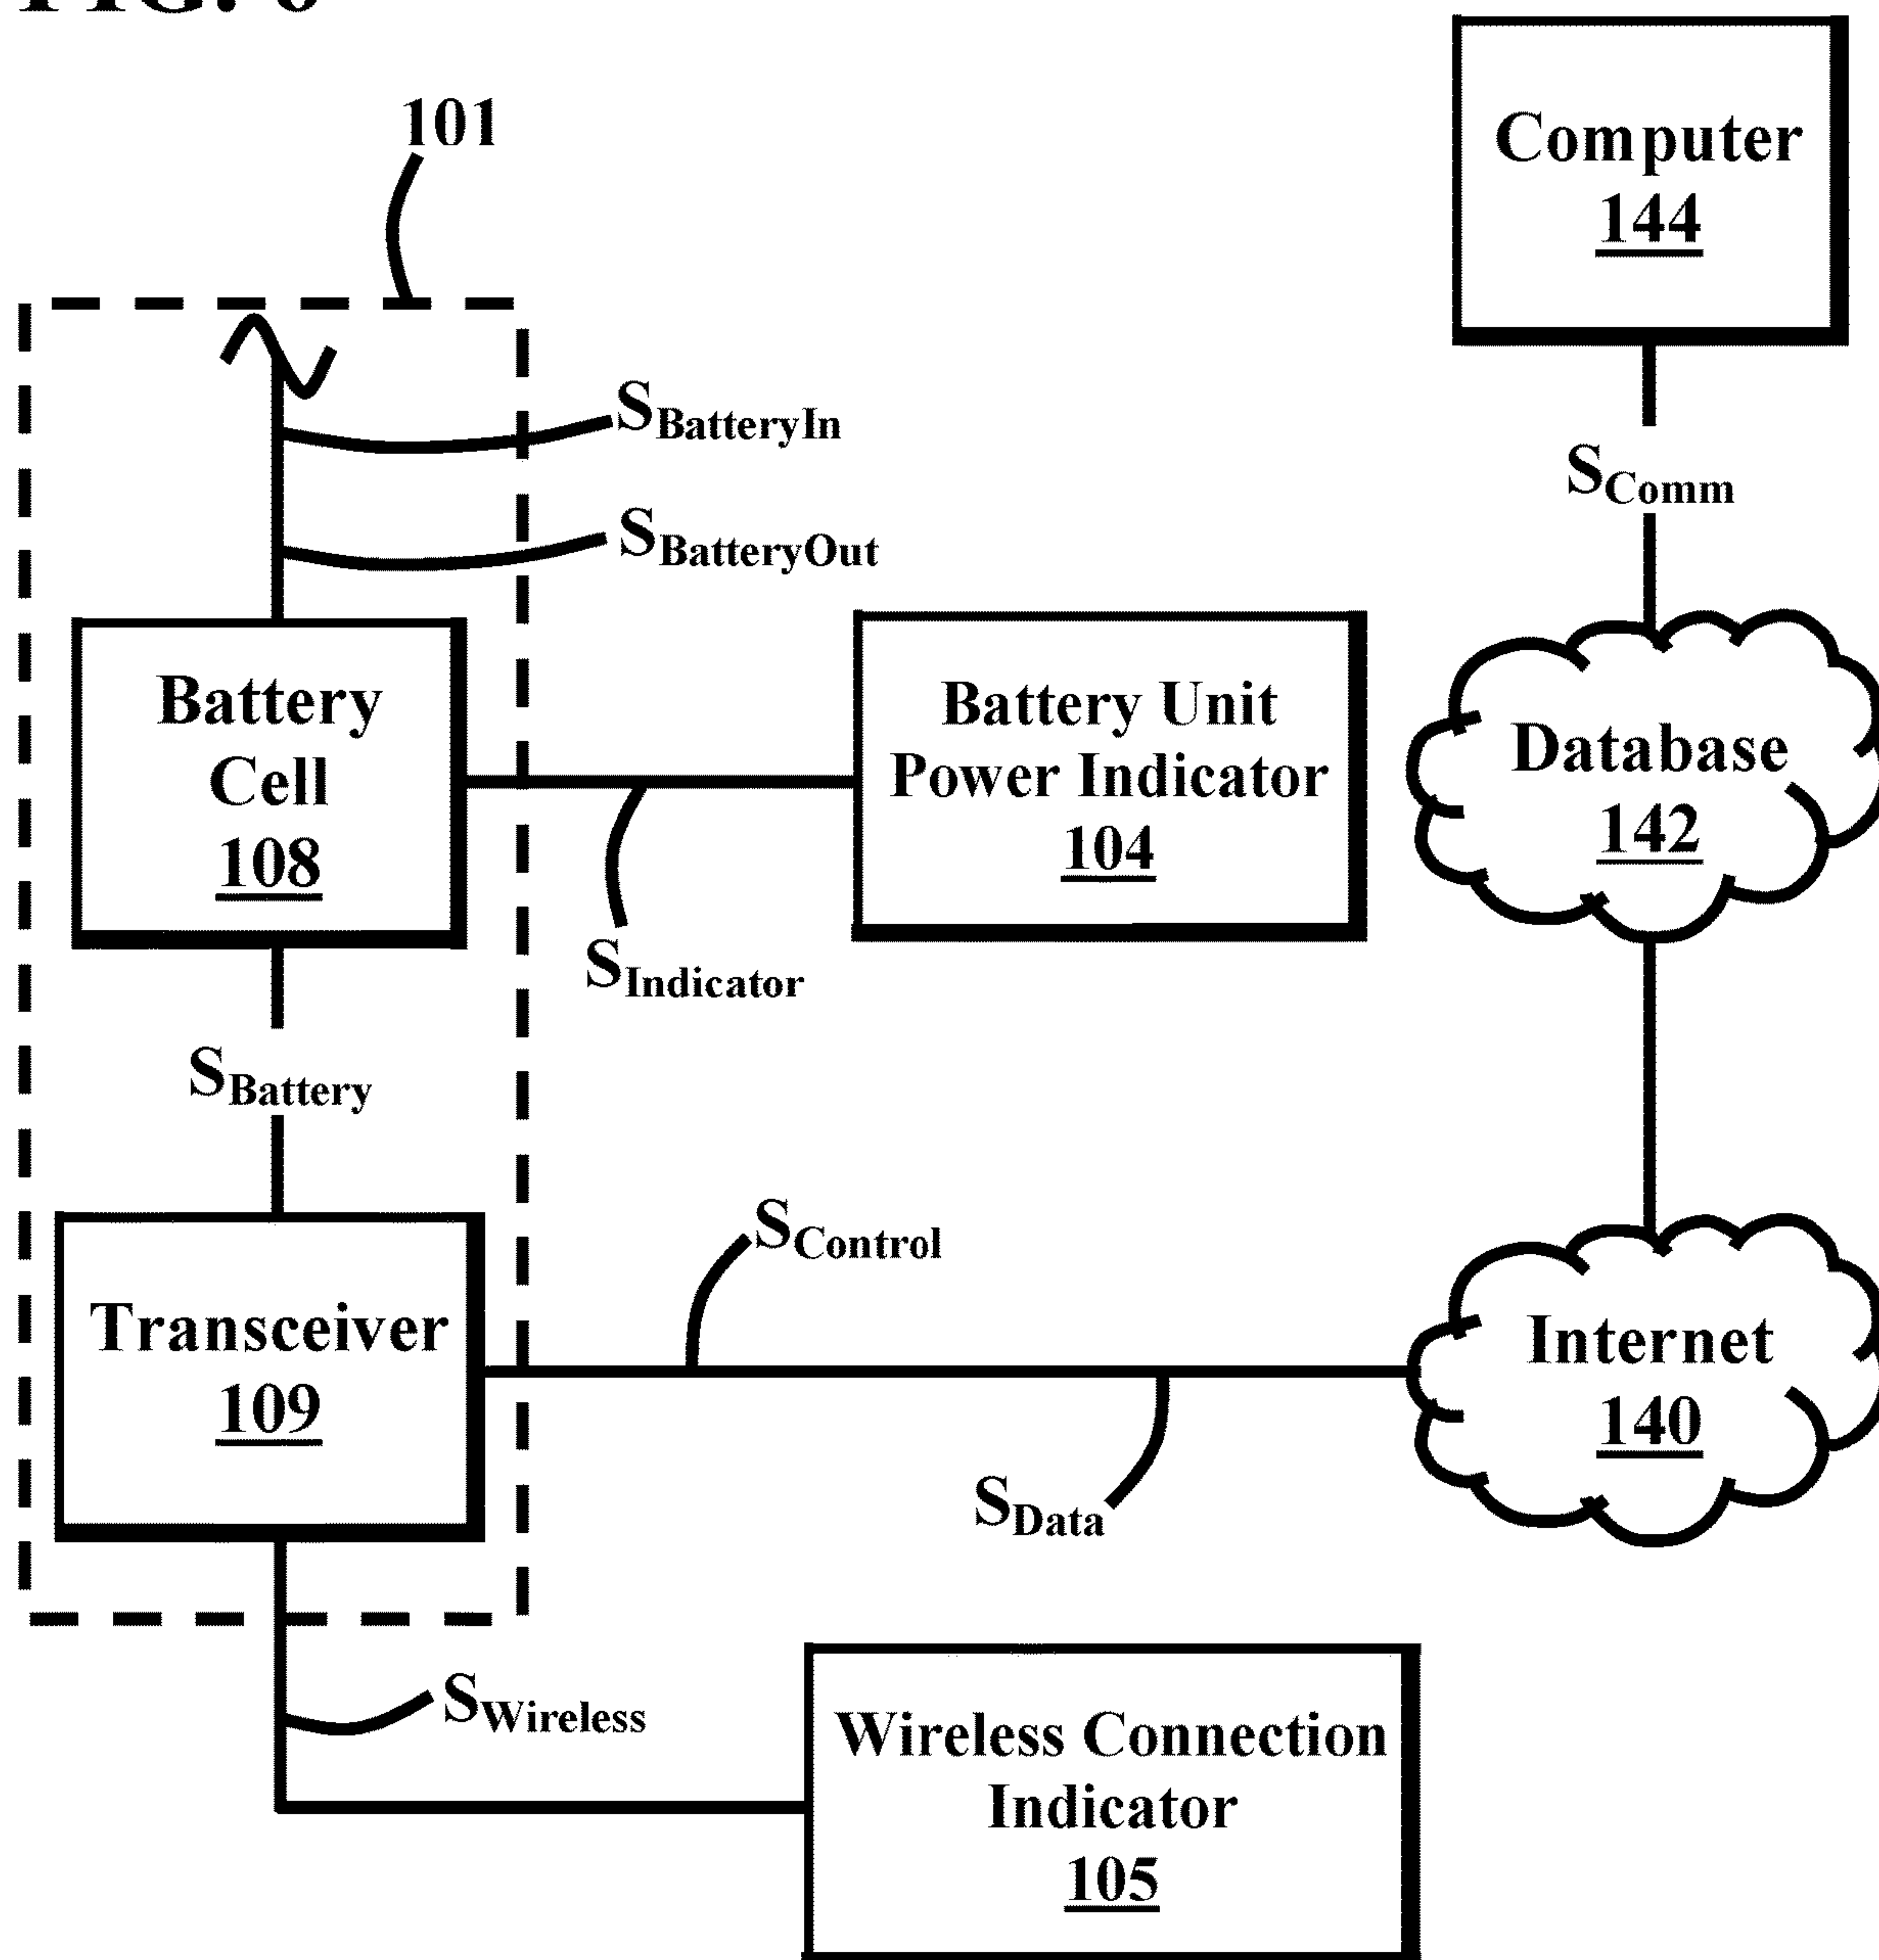 101
Computer
144
SBatteryIn
SComm
SBatteryOut
Battery
Cell
108
Battery Unit
Power Indicator
104
Database
142
SIndicator
SBattery
SControl
Transceiver
109
Internet
140
SData
SWireless
Wireless Connection
Indicator
105